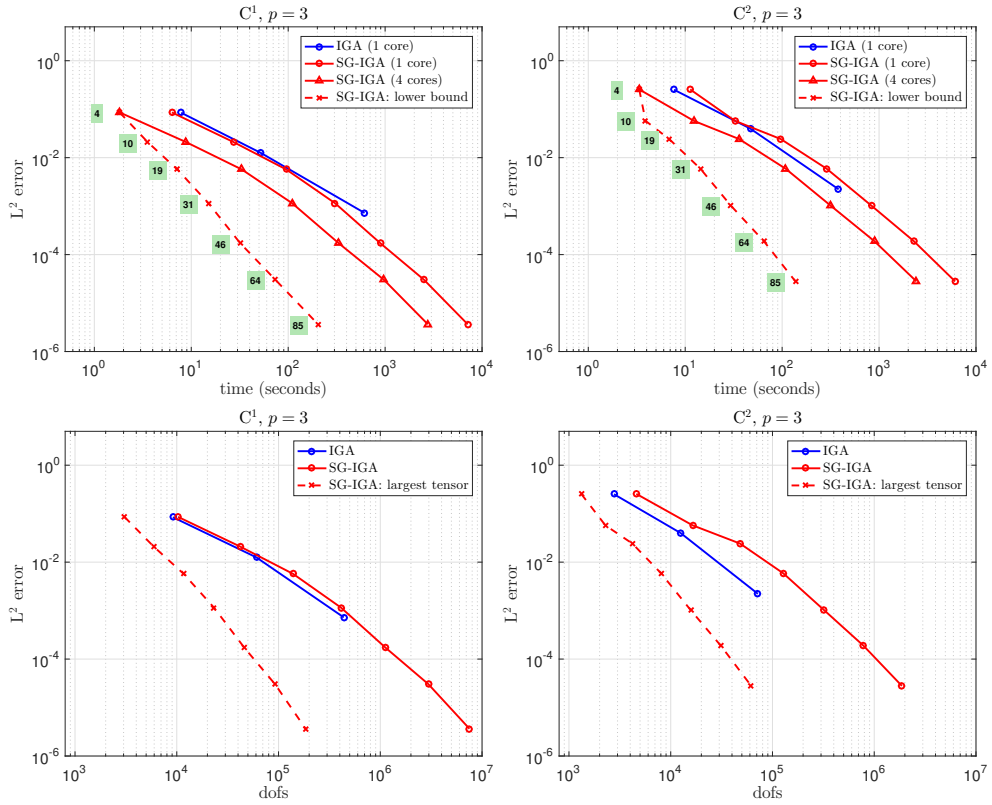 C¹, p = 3
IGA (1 core)
SG-IGA (1 core)
SG-IGA (4 cores)
SG-IGA: lower bound
10⁰
10⁻²
10⁻⁴
10⁻⁶
L² error
4
10
19
31
46
64
85
10⁰ 10¹ 10² 10³ 10⁴
time (seconds)
C², p = 3
IGA (1 core)
SG-IGA (1 core)
SG-IGA (4 cores)
SG-IGA: lower bound
10⁰
10⁻²
10⁻⁴
10⁻⁶
L² error
4
10
19
31
46
64
85
10⁰ 10¹ 10² 10³ 10⁴
time (seconds)
C¹, p = 3
IGA
SG-IGA
SG-IGA: largest tensor
10⁰
10⁻²
10⁻⁴
10⁻⁶
L² error
10³ 10⁴ 10⁵ 10⁶ 10⁷
dofs
C², p = 3
IGA
SG-IGA
SG-IGA: largest tensor
10⁰
10⁻²
10⁻⁴
10⁻⁶
L² error
10³ 10⁴ 10⁵ 10⁶ 10⁷
dofs